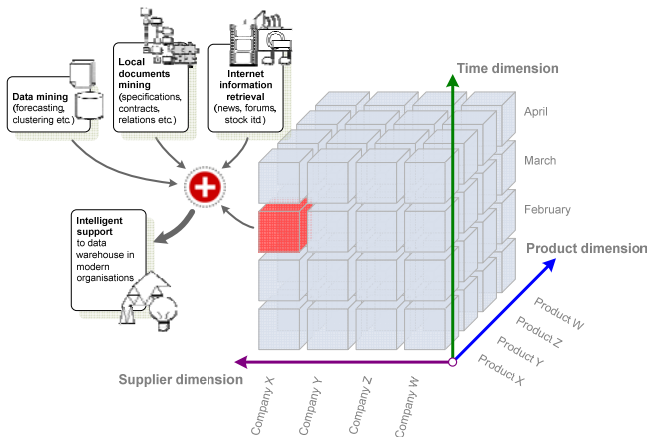 Local
documents
mining
(specifications,
contracts,
relations etc.)
Internet
information
retrieval
(news, forums,
stock itd.)
Data mining
(forecasting,
clustering etc.)
Intelligent
support
to data
warehouse in
modern
organisations
Time dimension
April
March
February
Product dimension
Product W
Product Z
Product Y
Product X
Supplier dimension
Company X
Company Y
Company Z
Company W